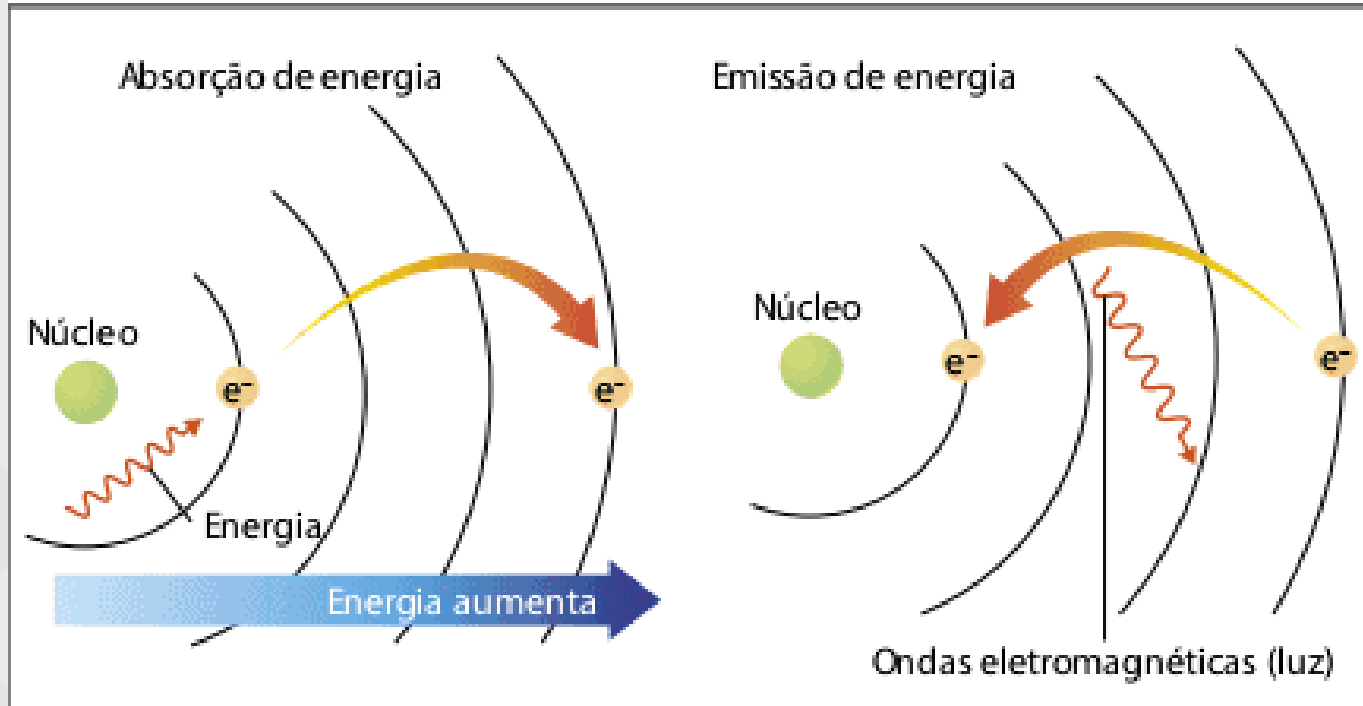 Absorção de energia
Núcleo
e⁻
e⁻
Energia
Energia aumenta
Emissão de energia
Núcleo
e⁻
e⁻
Ondas eletromagnéticas (luz)